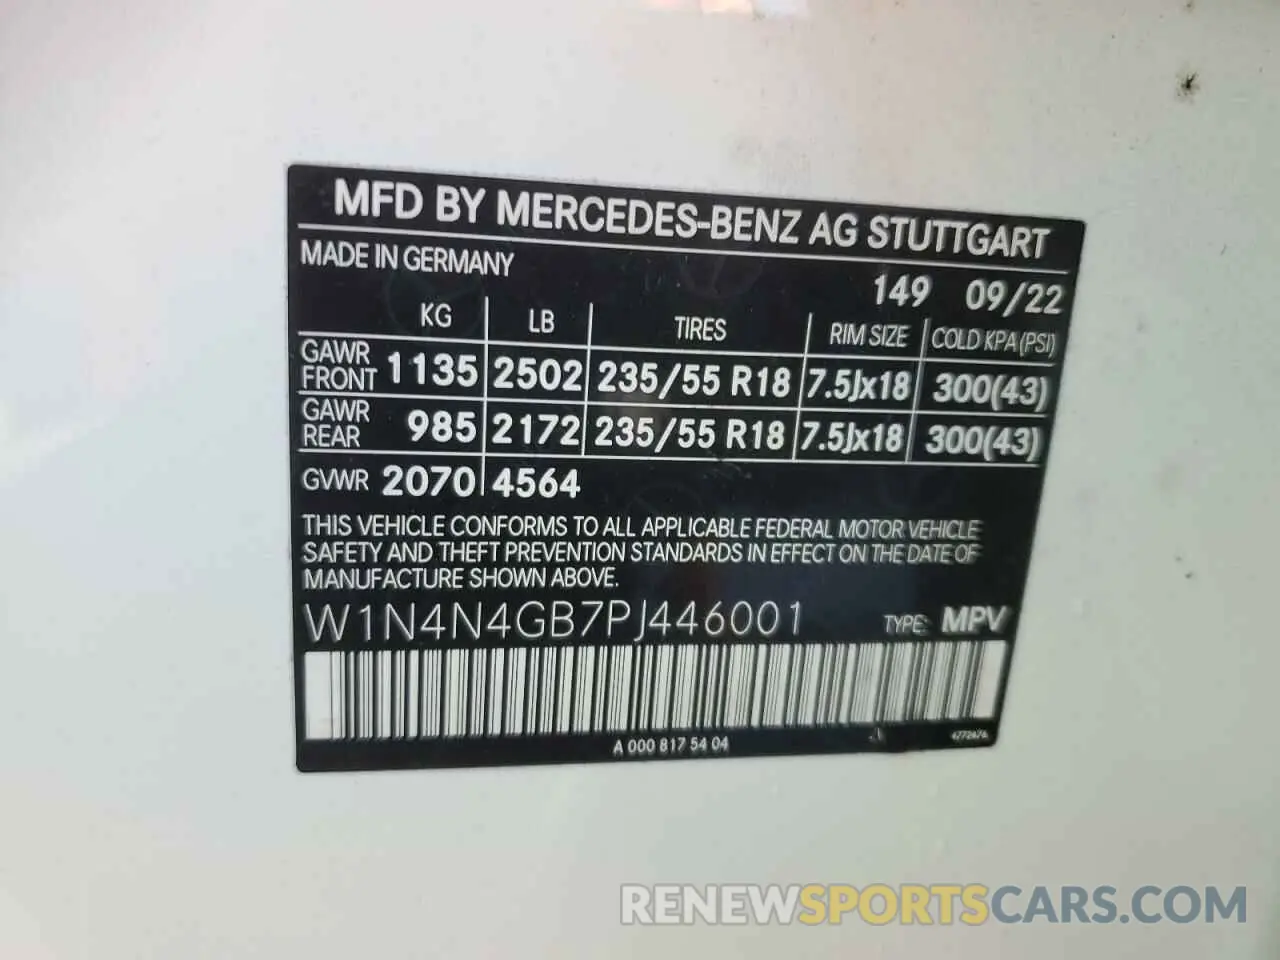 MFD BY MERCEDES-BENZ AG STUTTGART
MADE IN GERMANY
149 09/22
KG LB TIRES RIM SIZE COLD KPA (PSI)
GAWR FRONT 1135 2502 235/55 R18 7.5Jx18 300(43)
GAWR REAR 985 2172 235/55 R18 7.5Jx18 300(43)
GVWR 2070 4564
THIS VEHICLE CONFORMS TO ALL APPLICABLE FEDERAL MOTOR VEHICLE
SAFETY AND THEFT PREVENTION STANDARDS IN EFFECT ON THE DATE OF
MANUFACTURE SHOWN ABOVE.
W1N4N4GB7PJ446001 TYPE: MPV
A 000 817 54 04
RENEWSPORTSCARS.COM